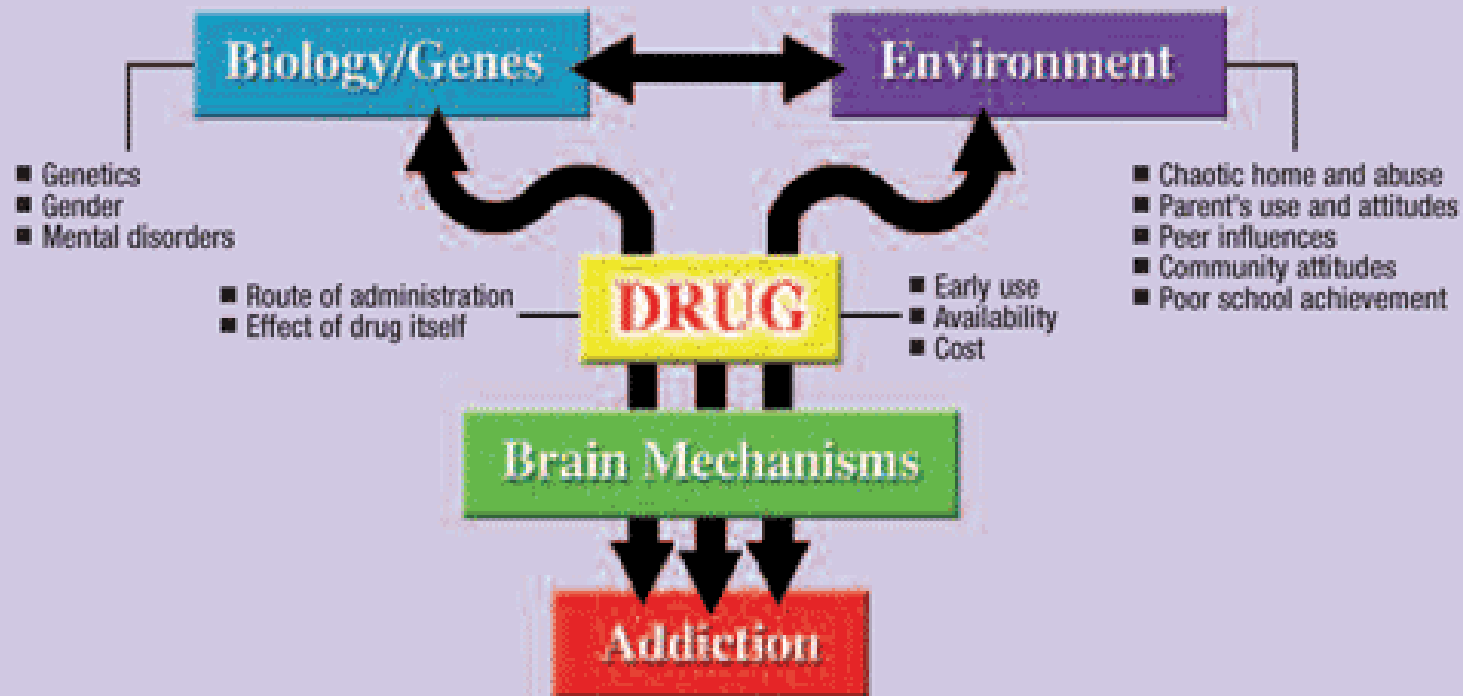 Biology/Genes
Environment
■ Genetics
■ Gender
■ Mental disorders
■ Chaotic home and abuse
■ Parent's use and attitudes
■ Peer influences
■ Community attitudes
■ Poor school achievement
■ Route of administration
■ Effect of drug itself
DRUG
■ Early use
■ Availability
■ Cost
Brain Mechanisms
Addiction